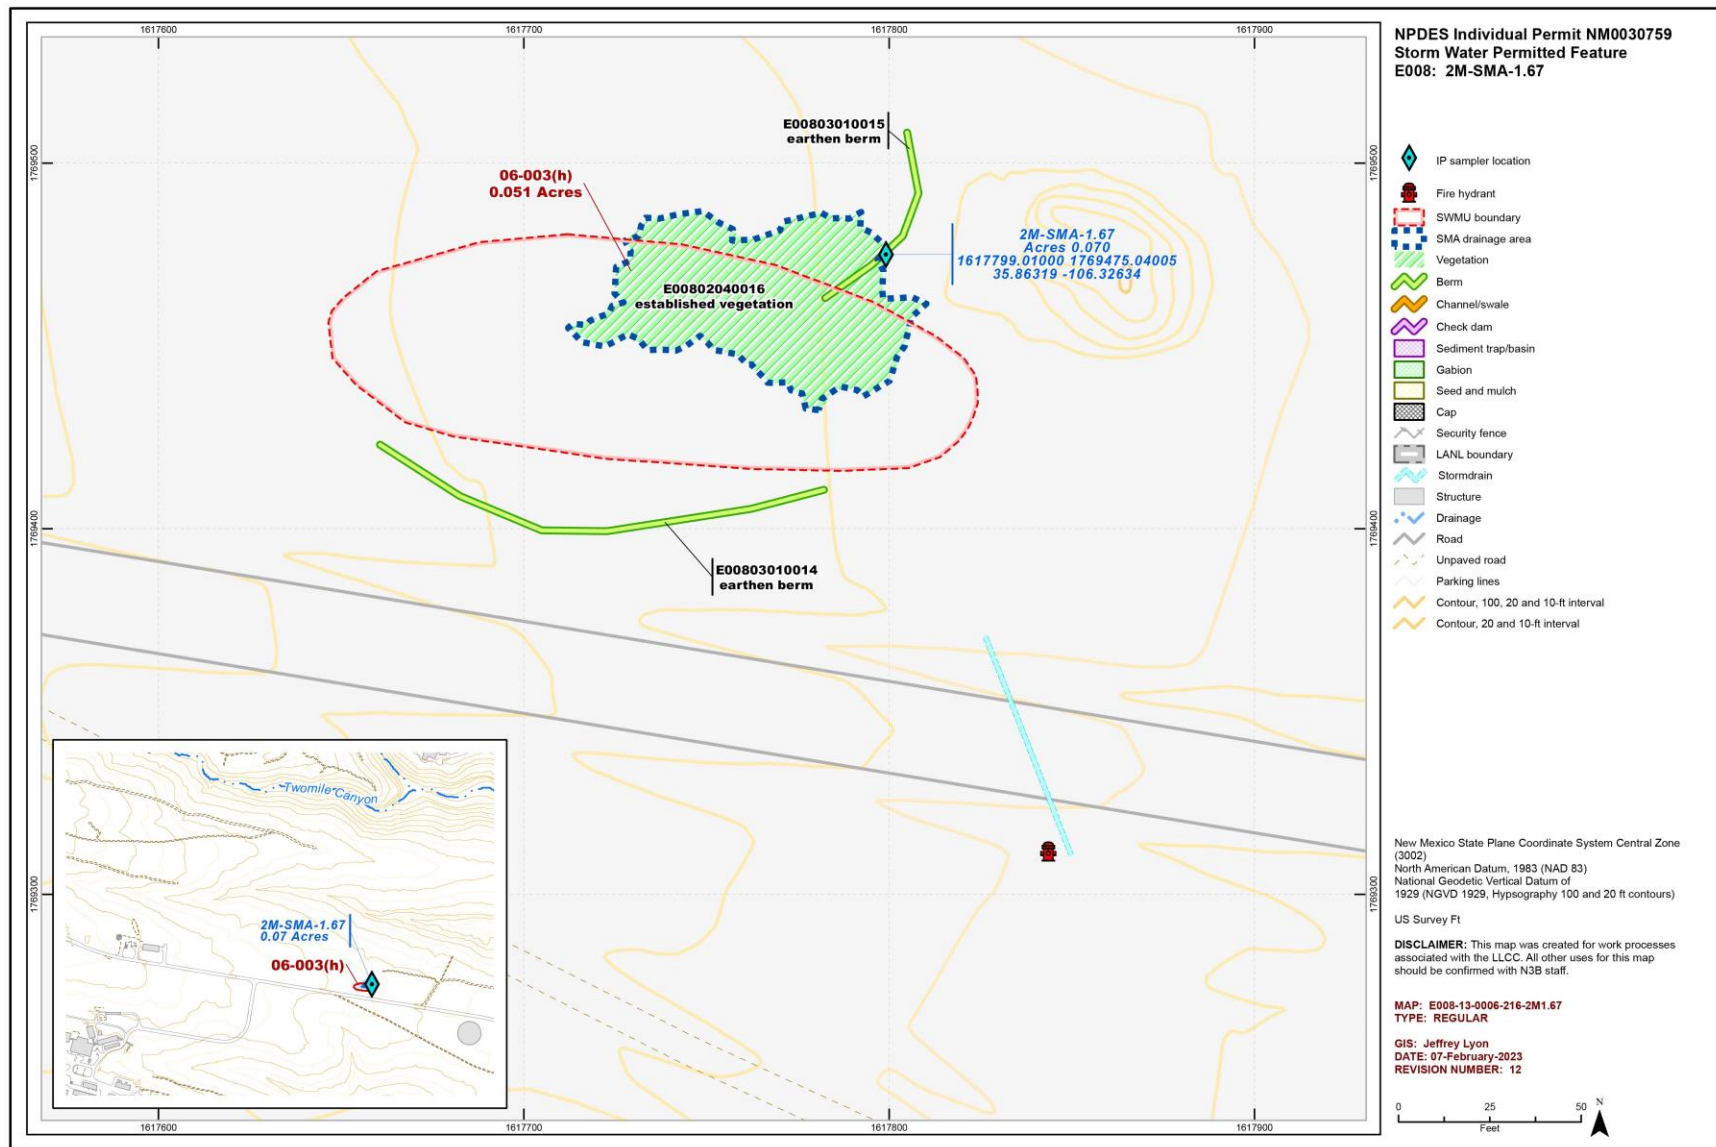 1617600
1617700
1617800
1617900
NPDES Individual Permit NM0030759
Storm Water Permitted Feature
E008: 2M-SMA-1.67
E00803010015
earthen berm
1769500
1769500
06-003(h)
0.051 Acres
2M-SMA-1.67
Acres 0.070
1617799.01000 1769475.04005
35.86319 -106.32634
E00802040016
established vegetation
1769400
1769400
E00803010014
earthen berm
IP sampler location
Fire hydrant
SWMU boundary
SMA drainage area
Vegetation
Berm
Channel/swale
Check dam
Sediment trap/basin
Gabion
Seed and mulch
Cap
Security fence
LANL boundary
Stormdrain
Structure
Drainage
Road
Unpaved road
Parking lines
Contour, 100, 20 and 10-ft interval
Contour, 20 and 10-ft interval
Twomile Canyon
2M-SMA-1.67
0.07 Acres
06-003(h)
1769300
1769300
New Mexico State Plane Coordinate System Central Zone
(3002)
North American Datum, 1983 (NAD 83)
National Geodetic Vertical Datum of
1929 (NGVD 1929, Hypsography 100 and 20 ft contours)
US Survey Ft
DISCLAIMER: This map was created for work processes
associated with the LLCC. All other uses for this map
should be confirmed with N3B staff.
MAP: E008-13-0006-216-2M1.67
TYPE: REGULAR
GIS: Jeffrey Lyon
DATE: 07-February-2023
REVISION NUMBER: 12
0 25 50
Feet
N
1617600
1617700
1617800
1617900